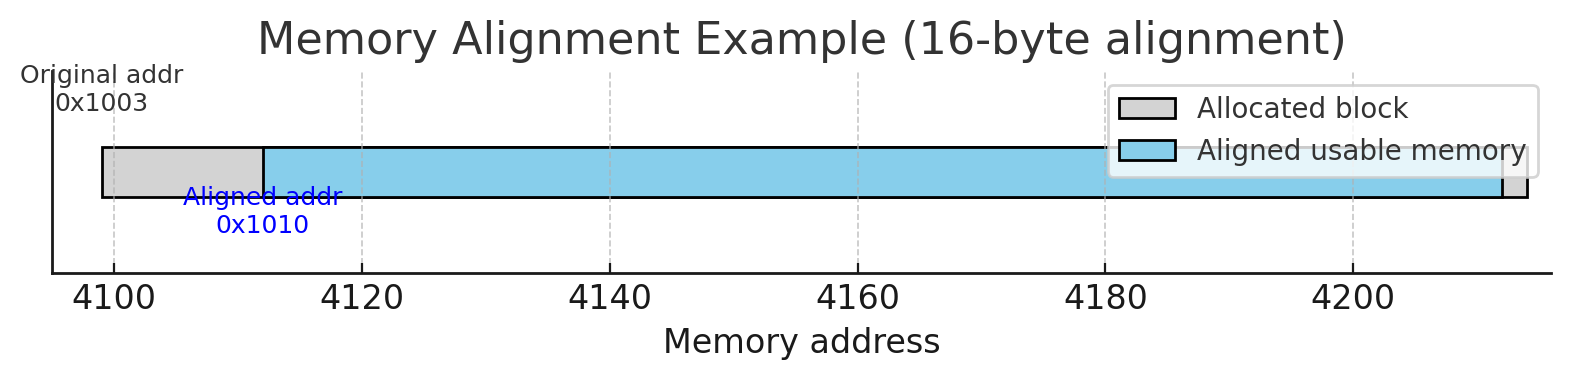 Memory Alignment Example (16-byte alignment)
Original addr
0x1003
Allocated block
Aligned usable memory
Aligned addr
0x1010
4100
4120
4140
4160
4180
4200
Memory address